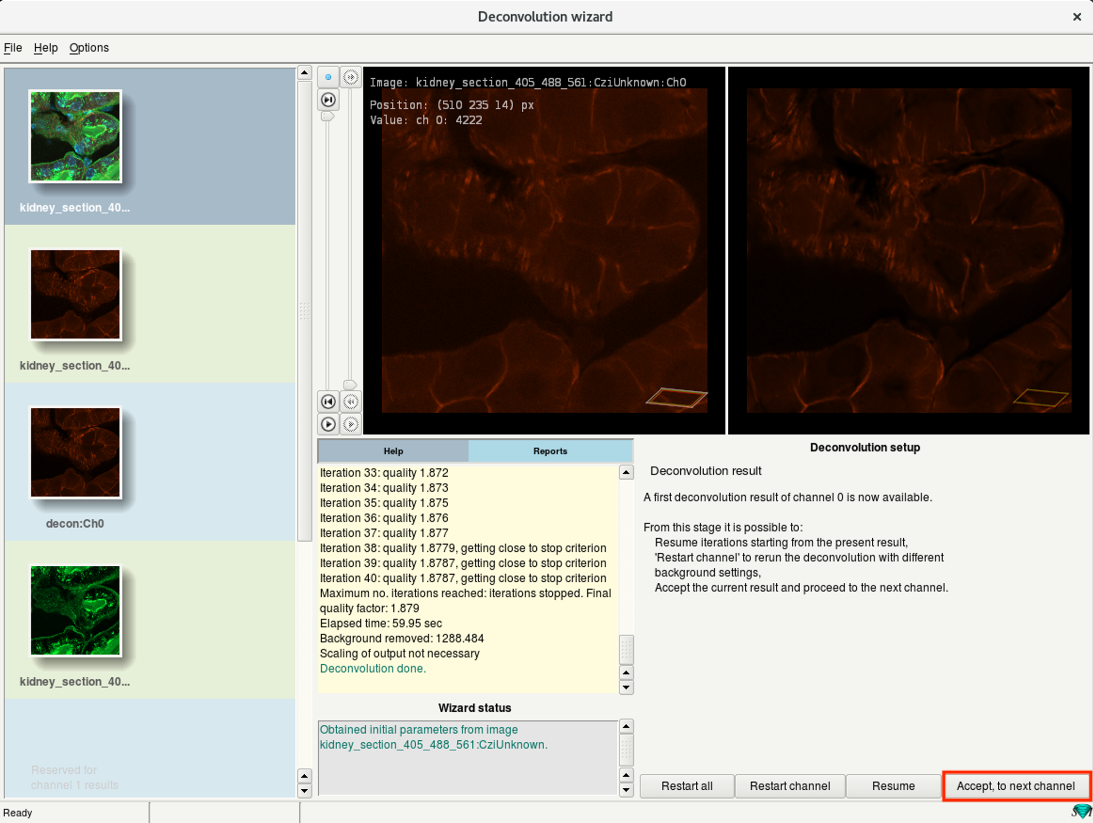 Deconvolution wizard
File Help Options
kidney_section_40...
kidney_section_40...
decon:Ch0
kidney_section_40...
Reserved for
channel 1 results
Image: kidney_section_405_488_561:CziUnknown:Ch0
Position: (510 235 14) px
Value: ch 0: 4222
Help Reports
Iteration 33: quality 1.872
Iteration 34: quality 1.873
Iteration 35: quality 1.875
Iteration 36: quality 1.876
Iteration 37: quality 1.877
Iteration 38: quality 1.8779, getting close to stop criterion
Iteration 39: quality 1.8787, getting close to stop criterion
Iteration 40: quality 1.8787, getting close to stop criterion
Maximum no. iterations reached: iterations stopped. Final
quality factor: 1.879
Elapsed time: 59.95 sec
Background removed: 1288.484
Scaling of output not necessary
Deconvolution done.
Wizard status
Obtained initial parameters from image
kidney_section_405_488_561:CziUnknown.
Deconvolution setup
Deconvolution result
A first deconvolution result of channel 0 is now available.
From this stage it is possible to:
Resume iterations starting from the present result,
'Restart channel' to rerun the deconvolution with different
background settings,
Accept the current result and proceed to the next channel.
Restart all Restart channel Resume Accept, to next channel
Ready